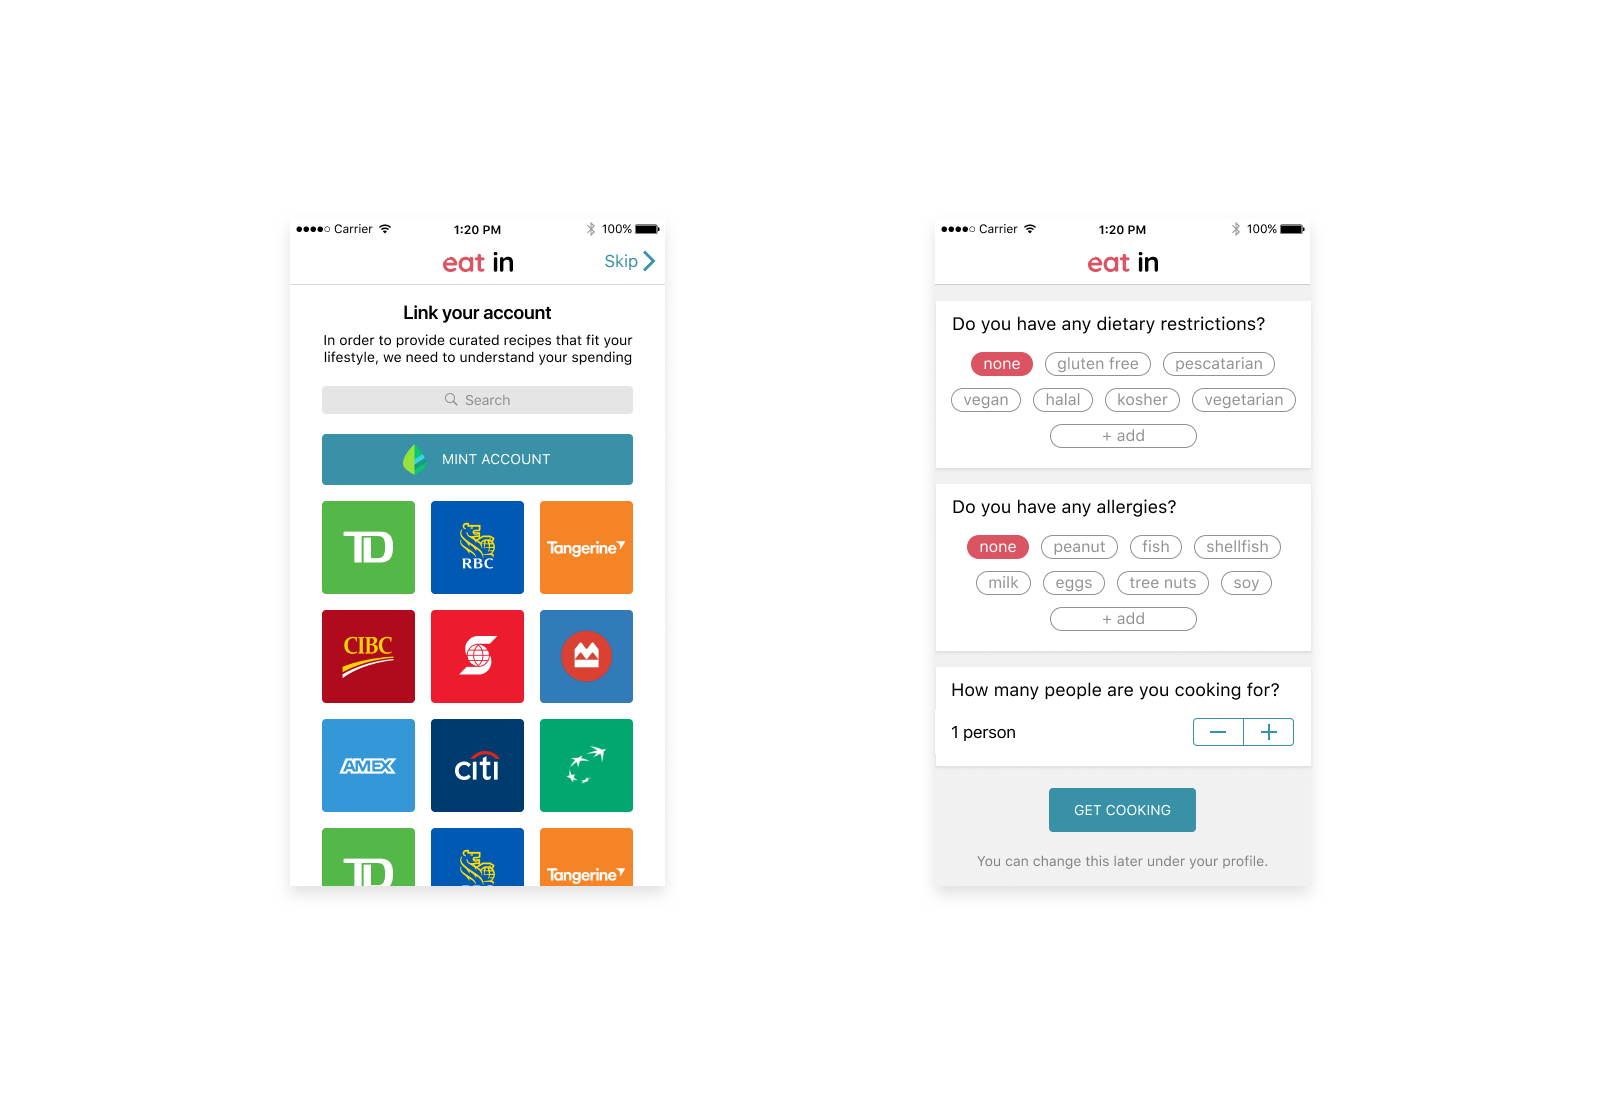 Carrier 1:20 PM 100%
eat in Skip
Link your account
In order to provide curated recipes that fit your
lifestyle, we need to understand your spending
Search
MINT ACCOUNT
TD RBC Tangerine
CIBC
AMEX citi
TD RBC Tangerine
Carrier 1:20 PM 100%
eat in
Do you have any dietary restrictions?
none gluten free pescatarian
vegan halal kosher vegetarian
+ add
Do you have any allergies?
none peanut fish shellfish
milk eggs tree nuts soy
+ add
How many people are you cooking for?
1 person
GET COOKING
You can change this later under your profile.